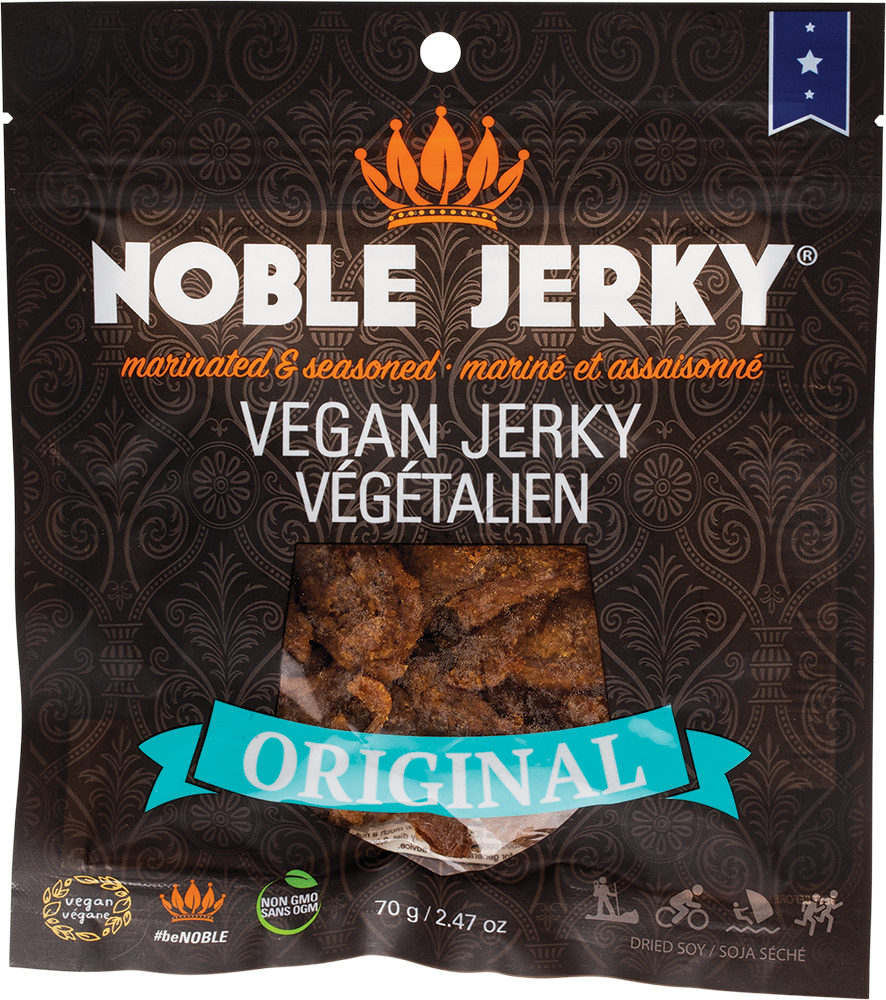 NOBLE JERKY®
marinated & seasoned · mariné et assaisonné
VEGAN JERKY
VÉGÉTALIEN
ORIGINAL
vegan
végane
#beNOBLE
NON GMO
SANS OGM
70 g / 2.47 oz
DRIED SOY / SOJA SÉCHÉ